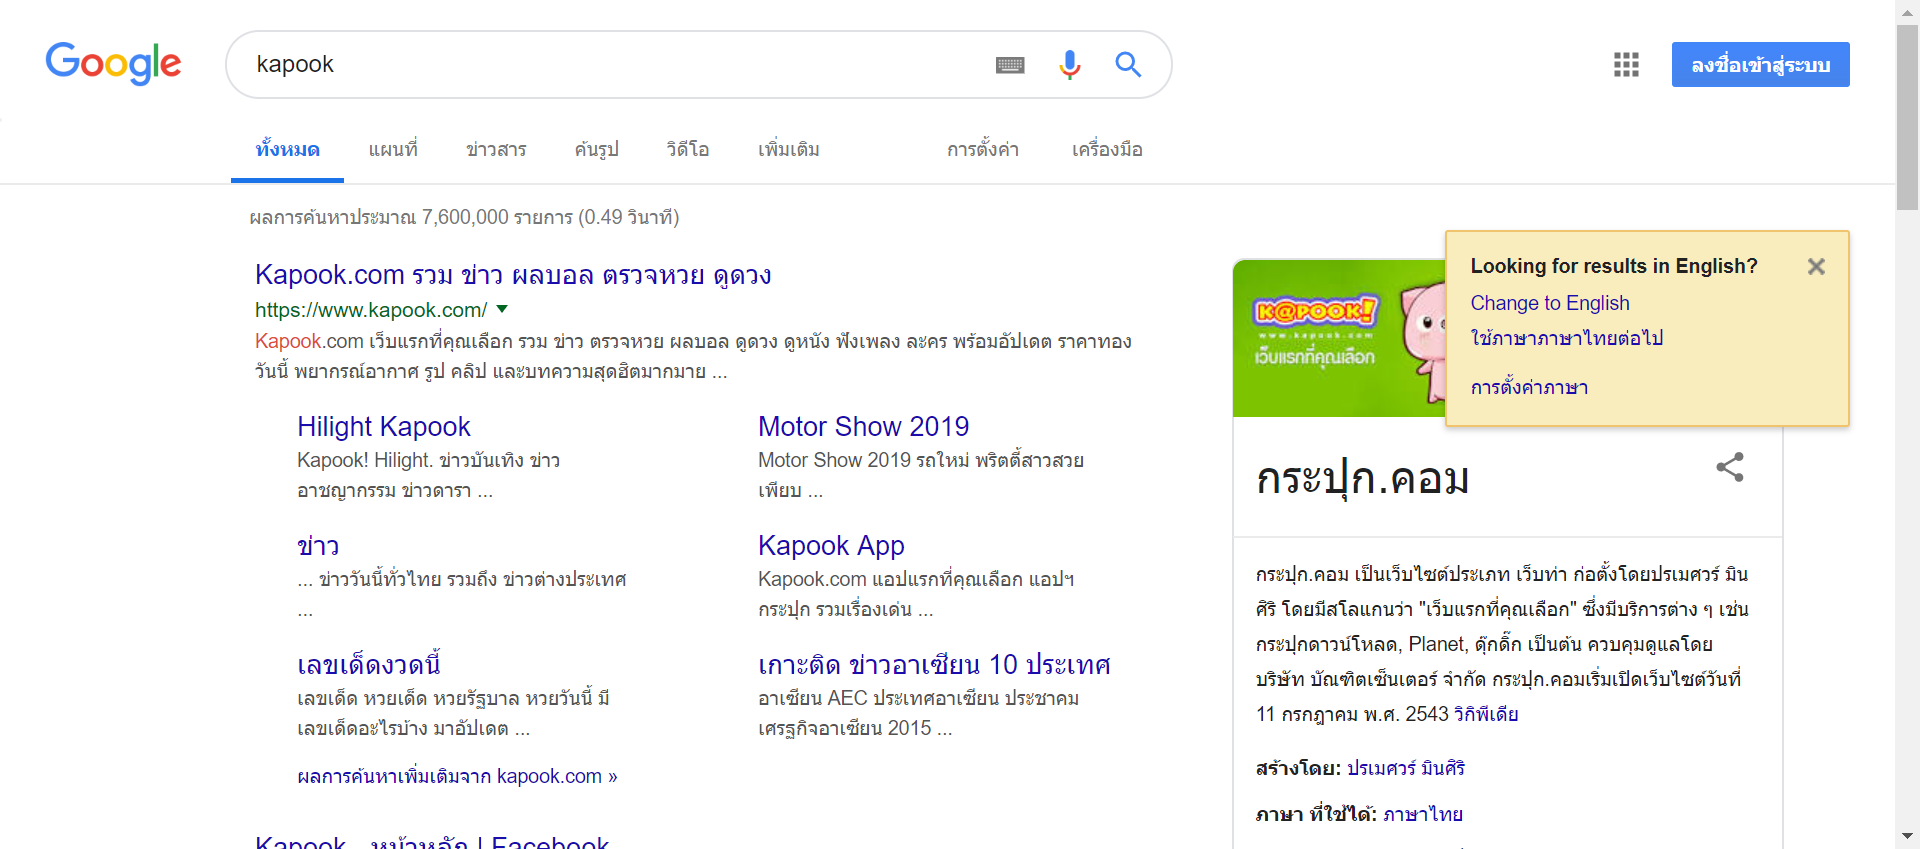 Google
kapook
ลงชื่อเข้าสู่ระบบ
ทั้งหมด แผนที่ ข่าวสาร ค้นรูป วิดีโอ เพิ่มเติม การตั้งค่า เครื่องมือ
ผลการค้นหาประมาณ 7,600,000 รายการ (0.49 วินาที)
Kapook.com รวม ข่าว ผลบอล ตรวจหวย ดูดวง
https://www.kapook.com/
Kapook.com เว็บแรกที่คุณเลือก รวม ข่าว ตรวจหวย ผลบอล ดูดวง ดูหนัง ฟังเพลง ละคร พร้อมอัปเดต ราคาทอง
วันนี้ พยากรณ์อากาศ รูป คลิป และบทความสุดฮิตมากมาย ...
Hilight Kapook
Kapook! Hilight. ข่าวบันเทิง ข่าว
อาชญากรรม ข่าวดารา ...
Motor Show 2019
Motor Show 2019 รถใหม่ พริตตี้สาวสวย
เพียบ ...
ข่าว
... ข่าววันนี้ทั่วไทย รวมถึง ข่าวต่างประเทศ
...
Kapook App
Kapook.com แอปแรกที่คุณเลือก แอปฯ
กระปุก รวมเรื่องเด่น ...
เลขเด็ดงวดนี้
เลขเด็ด หวยเด็ด หวยรัฐบาล หวยวันนี้ มี
เลขเด็ดอะไรบ้าง มาอัปเดต ...
เกาะติด ข่าวอาเซียน 10 ประเทศ
อาเซียน AEC ประเทศอาเซียน ประชาคม
เศรฐกิจอาเซียน 2015 ...
ผลการค้นหาเพิ่มเติมจาก kapook.com »
Kapook - หน้าหลัก | Facebook
K@POOK!
www.kapook.com
เว็บแรกที่คุณเลือก
Looking for results in English?
Change to English
ใช้ภาษาภาษาไทยต่อไป
การตั้งค่าภาษา
กระปุก.คอม
กระปุก.คอม เป็นเว็บไซต์ประเภท เว็บท่า ก่อตั้งโดยปรเมศวร์ มิน
ศิริ โดยมีสโลแกนว่า "เว็บแรกที่คุณเลือก" ซึ่งมีบริการต่าง ๆ เช่น
กระปุกดาวน์โหลด, Planet, ดุ๊กดิ๊ก เป็นต้น ควบคุมดูแลโดย
บริษัท บัณฑิตเซ็นเตอร์ จำกัด กระปุก.คอมเริ่มเปิดเว็บไซต์วันที่
11 กรกฎาคม พ.ศ. 2543 วิกิพีเดีย
สร้างโดย: ปรเมศวร์ มินศิริ
ภาษา ที่ใช้ได้: ภาษาไทย